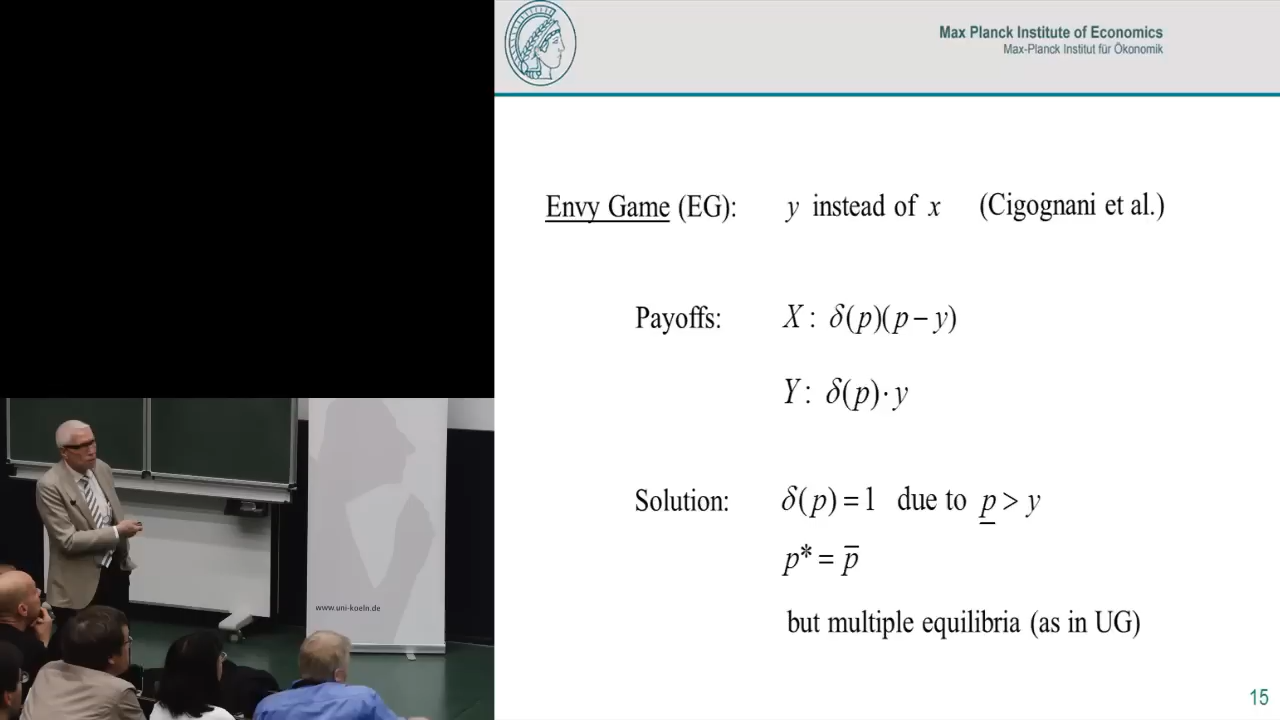 Max Planck Institute of Economics
Max-Planck Institut für Ökonomik
Envy Game (EG): y instead of x (Cigognani et al.)
Payoffs: X : δ(p)(p − y)
Y : δ(p) · y
Solution: δ(p) = 1 due to p̲ > y
p* = p̅
but multiple equilibria (as in UG)
www.uni-koeln.de
15